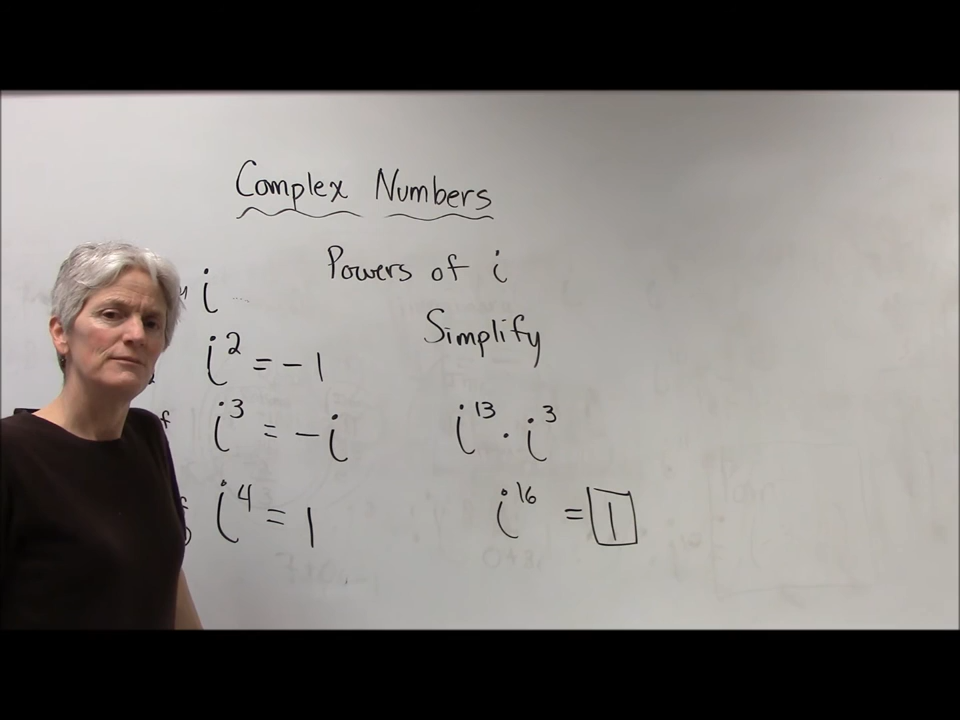 Complex Numbers
Powers of i
i
Simplify
i² = -1
i³ = -i
i¹³ · i³
i⁴ = 1
i¹⁶ = 1